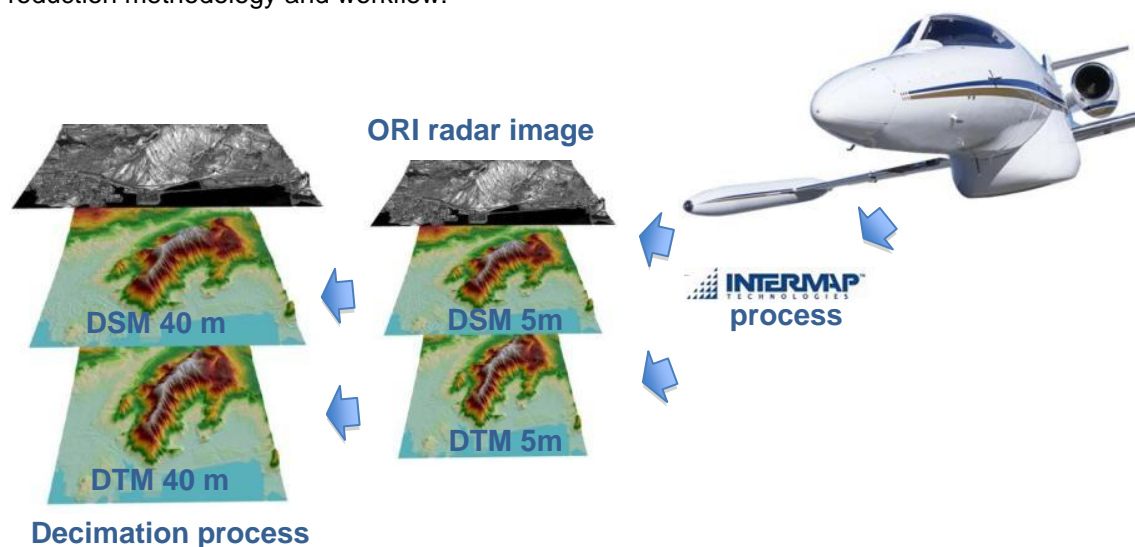 reduction methodology and workflow.
ORI radar image
INTERMAP™
TECHNOLOGIES
process
DSM 40 m
DSM 5m
DTM 40 m
DTM 5m
Decimation process